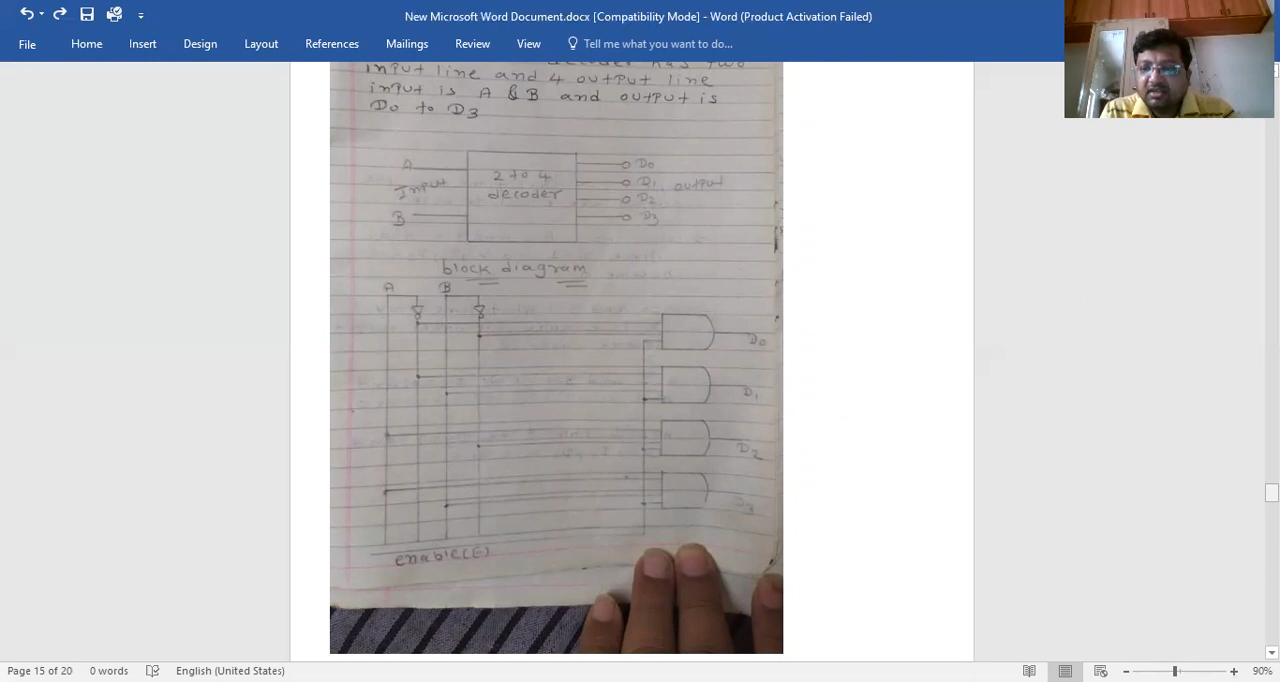 New Microsoft Word Document.docx [Compatibility Mode] - Word (Product Activation Failed)
File Home Insert Design Layout References Mailings Review View Tell me what you want to do...
decoder has two
input line and 4 output line
input is A & B and output is
D0 to D3
A
Input
B
2 to 4
decoder
D0
D1
D2
D3
output
block diagram
A B
D0
D1
D2
D3
enable(E)
Page 15 of 20 0 words English (United States) 90%